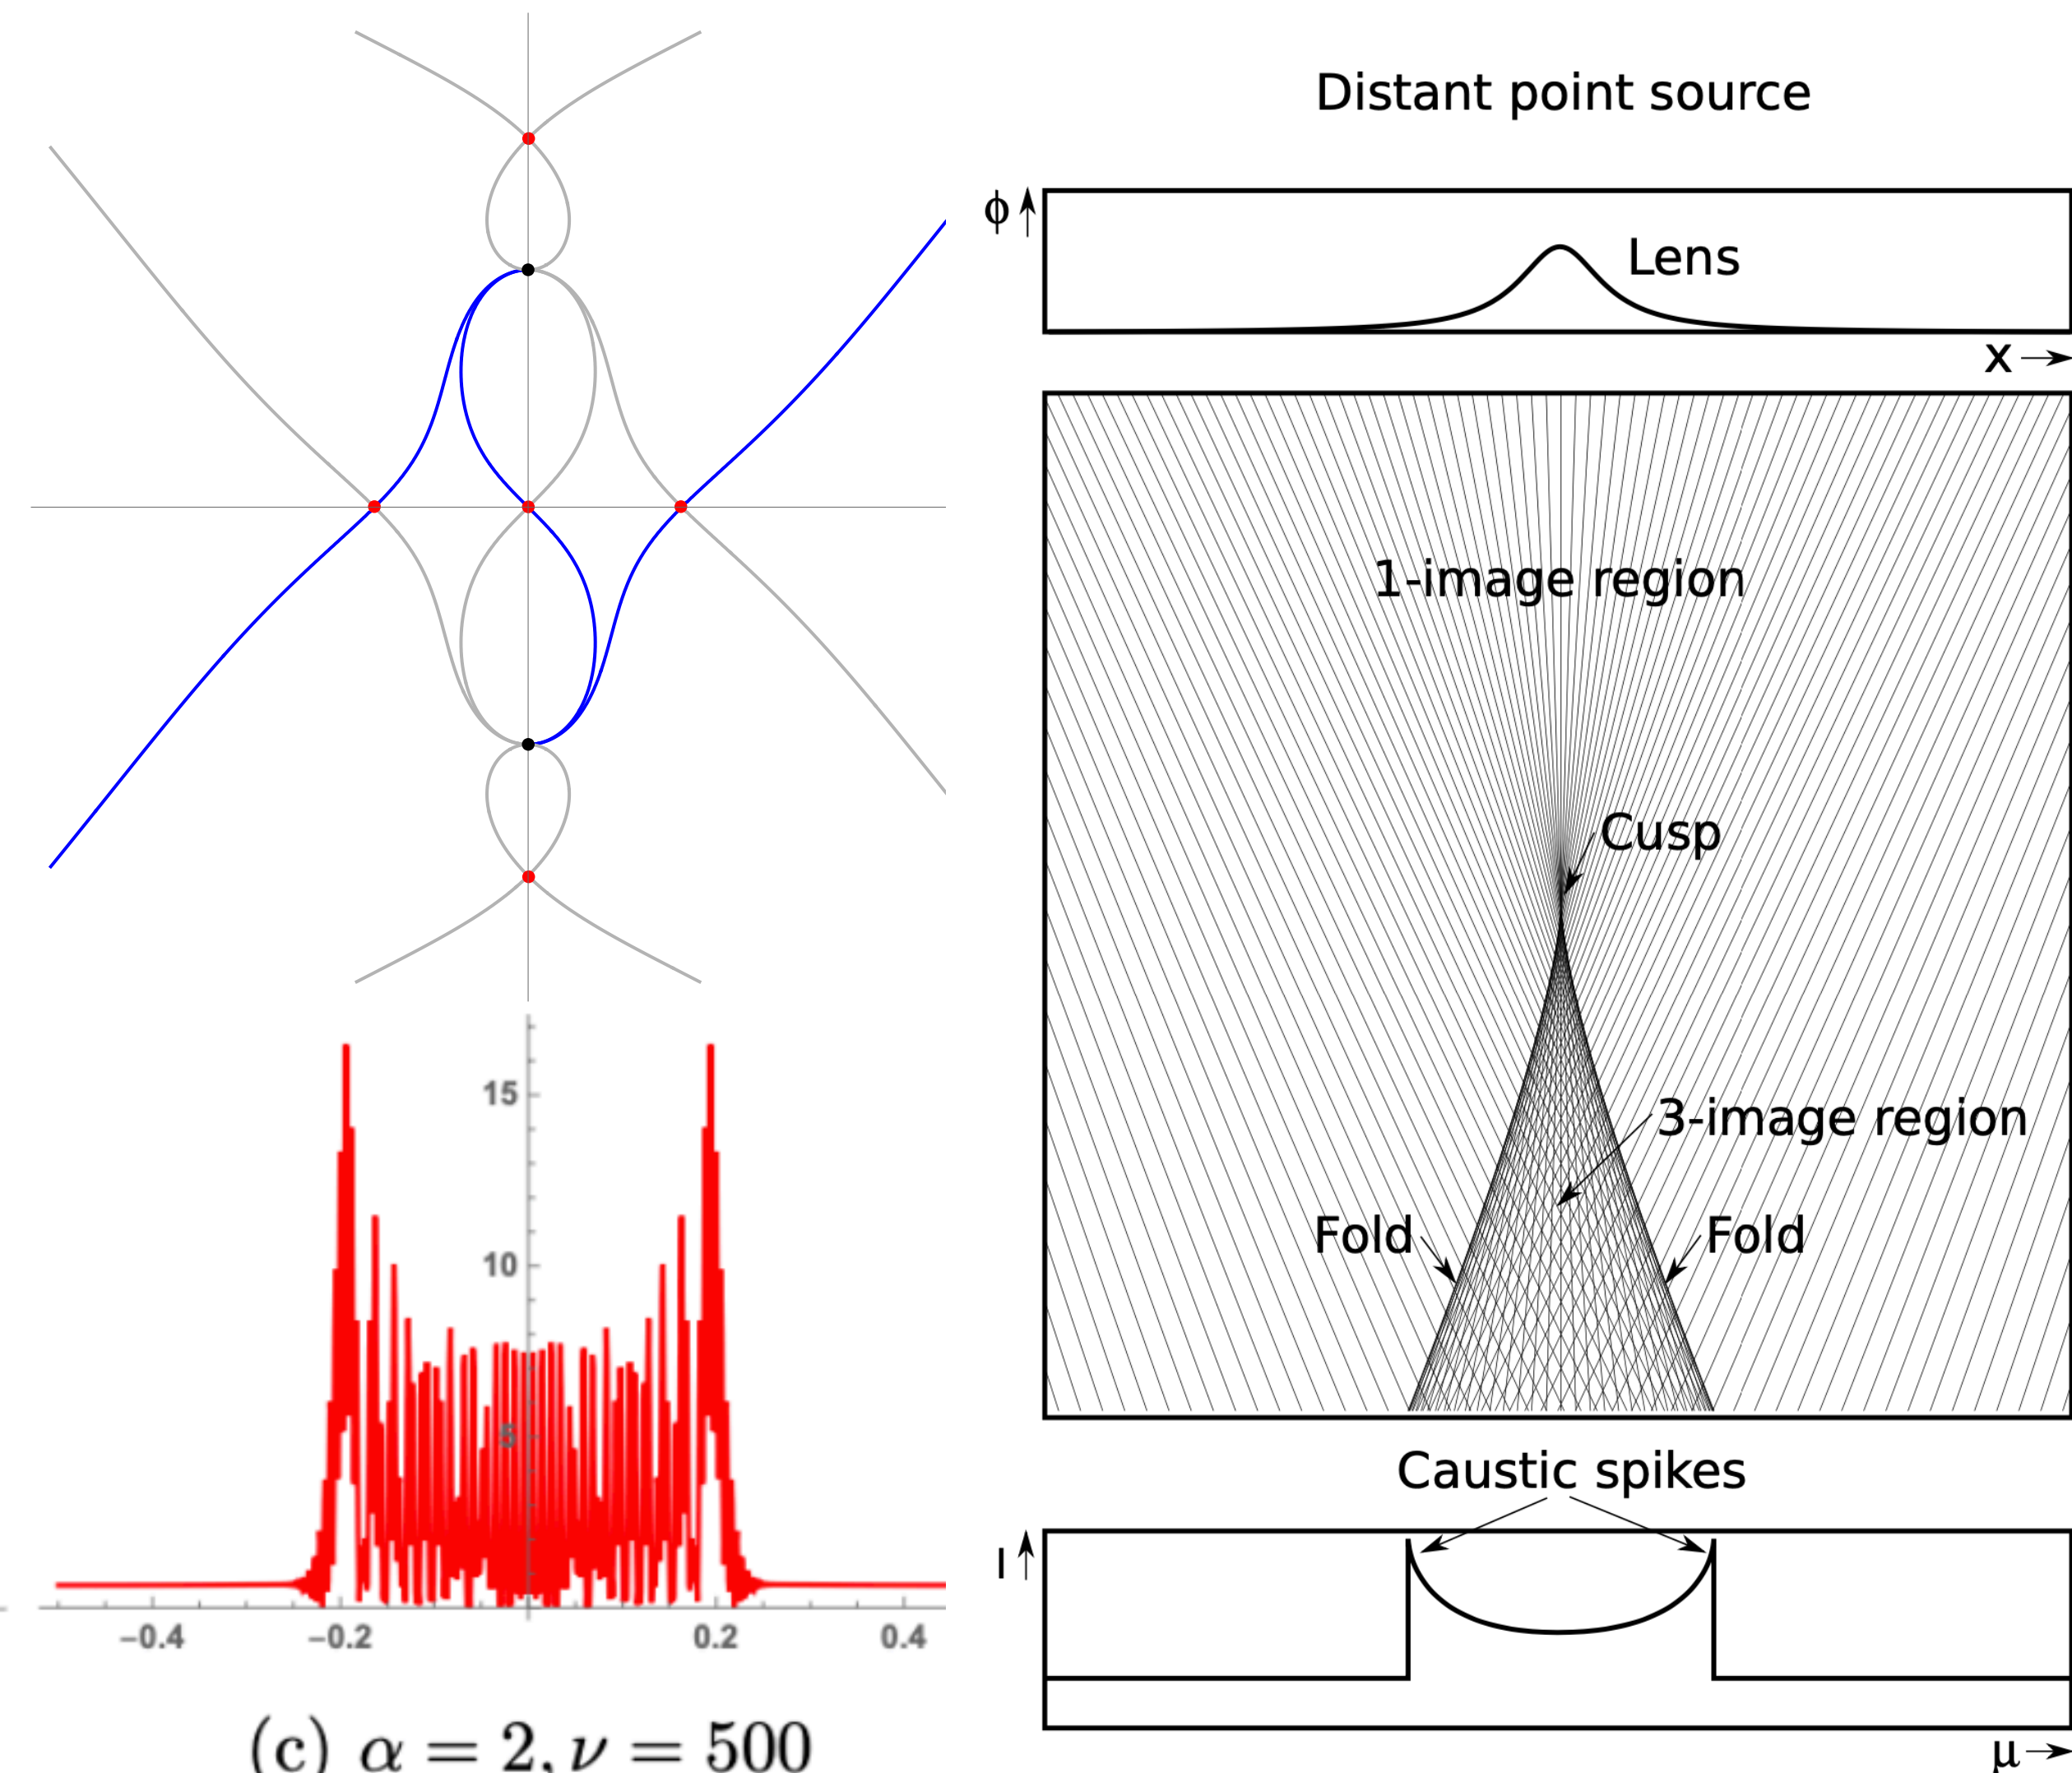 15
10
5
−0.4
−0.2
0.2
0.4
(c) α = 2, ν = 500
Distant point source
ϕ
Lens
x
1-image region
Cusp
3-image region
Fold
Fold
Caustic spikes
I
μ